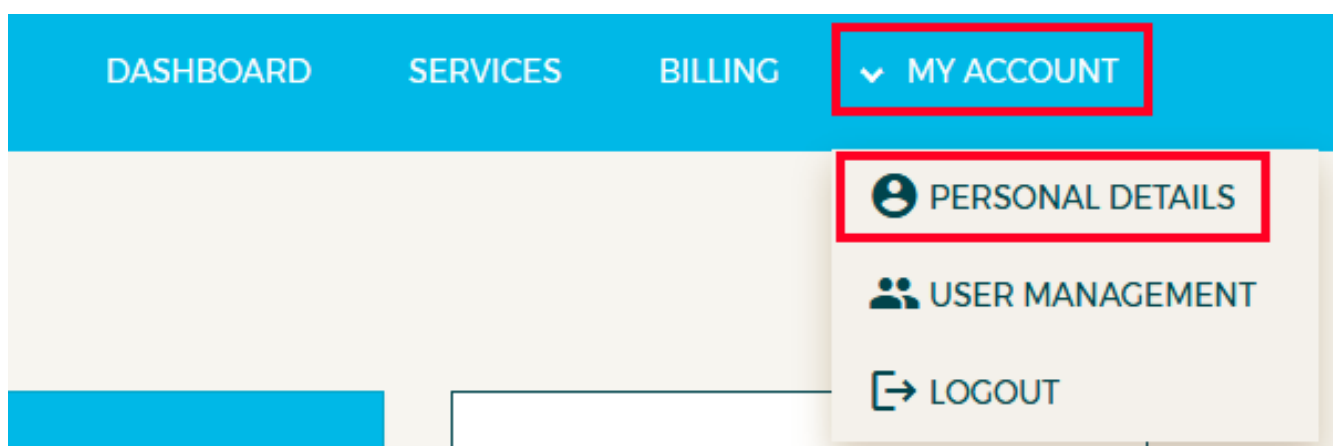 DASHBOARD SERVICES BILLING MY ACCOUNT
PERSONAL DETAILS
USER MANAGEMENT
LOGOUT